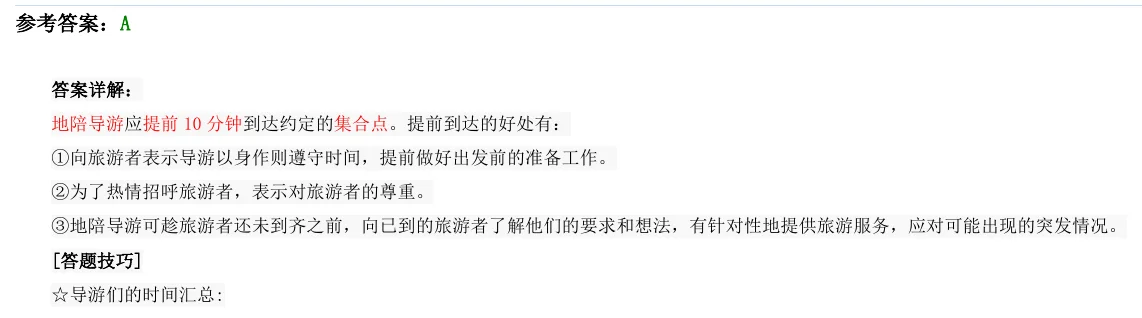 参考答案：A
答案详解：
地陪导游应提前 10 分钟到达约定的集合点。提前到达的好处有：
①向旅游者表示导游以身作则遵守时间，提前做好出发前的准备工作。
②为了热情招呼旅游者，表示对旅游者的尊重。
③地陪导游可趁旅游者还未到齐之前，向已到的旅游者了解他们的要求和想法，有针对性地提供旅游服务，应对可能出现的突发情况。
[答题技巧]
☆导游们的时间汇总: